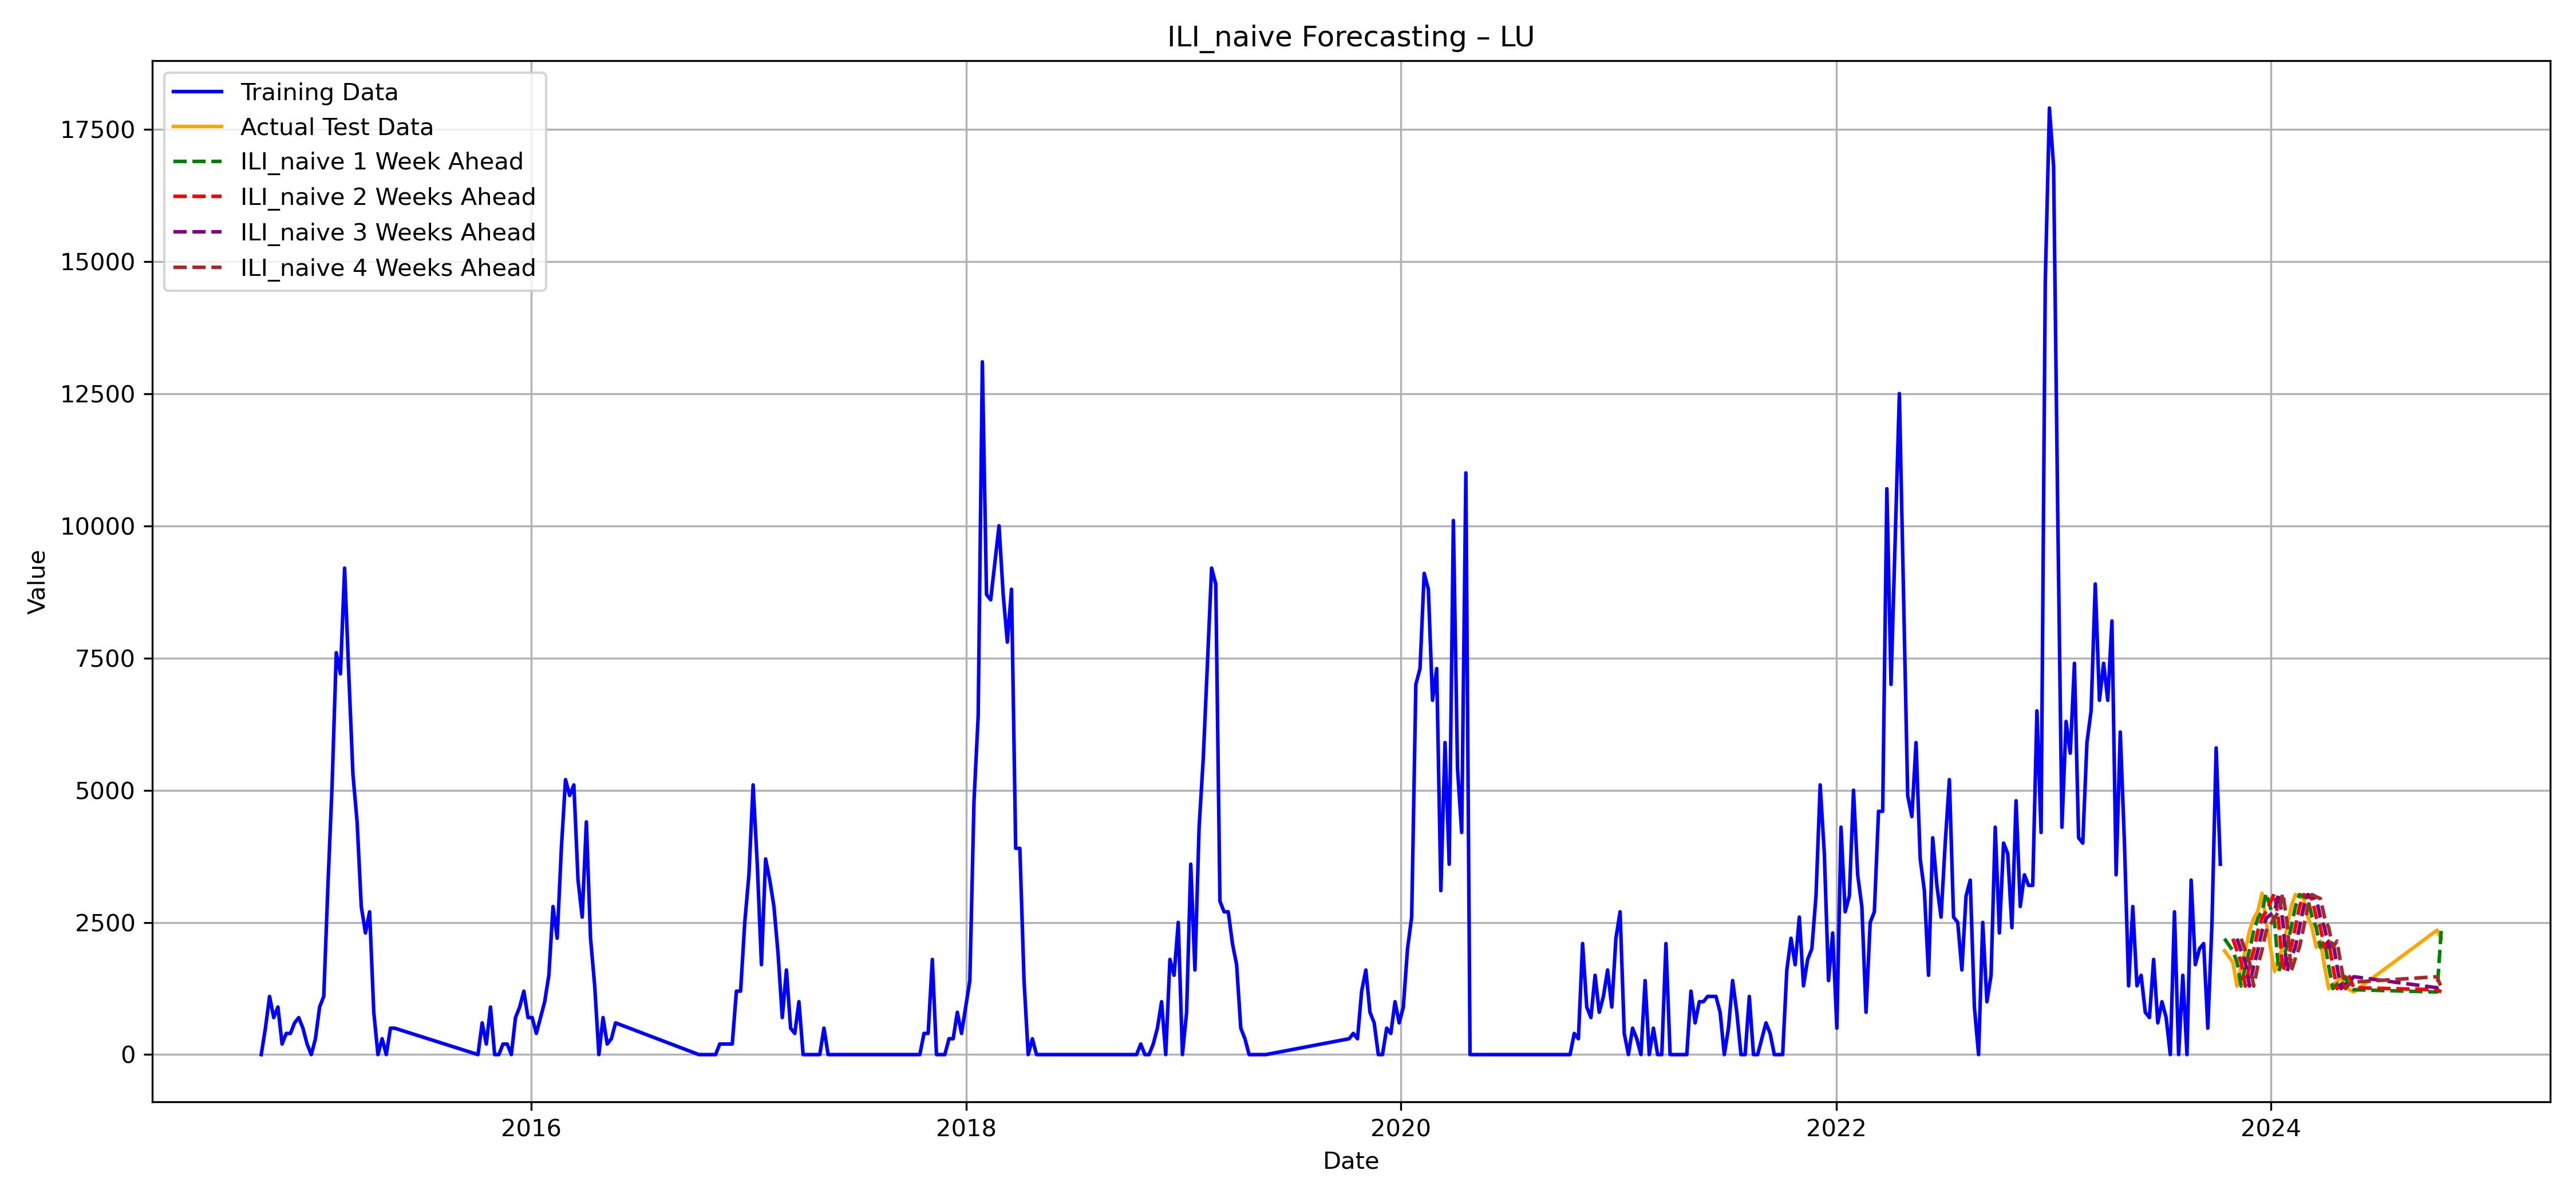 ILI_naive Forecasting – LU
Training Data
Actual Test Data
ILI_naive 1 Week Ahead
ILI_naive 2 Weeks Ahead
ILI_naive 3 Weeks Ahead
ILI_naive 4 Weeks Ahead
17500
15000
12500
10000
7500
5000
2500
0
Value
2016
2018
2020
2022
2024
Date